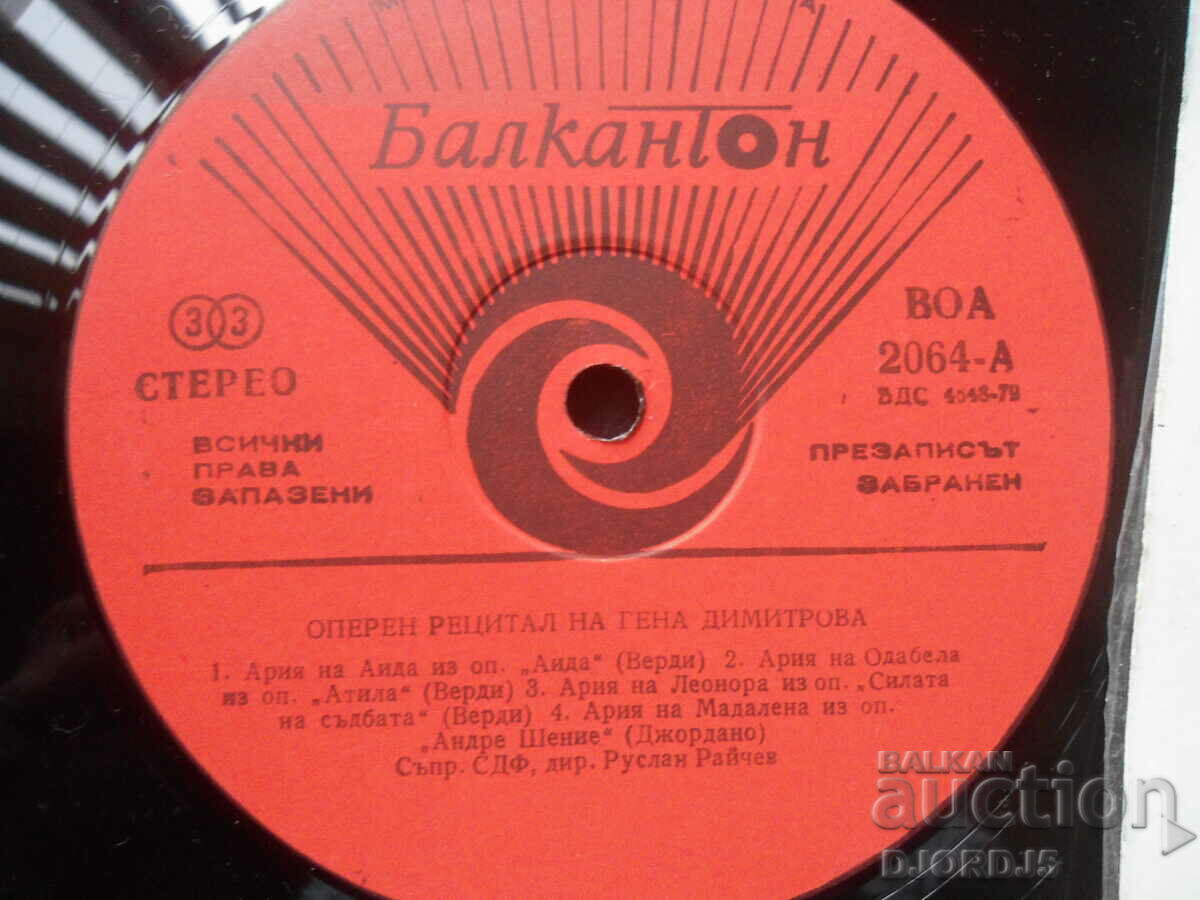 Балкантон
33
СТЕРЕО
ВСИЧКИ
ПРАВА
ЗАПАЗЕНИ
ВОА
2064-А
БДС
ПРЕЗАПИСЪТ
ЗАБРАНЕН
ОПЕРЕН РЕЦИТАЛ НА ГЕНА ДИМИТРОВА
1. Ария на Аида из оп. „Аида“ (Верди) 2. Ария на Одабела
из оп. „Атила“ (Верди) 3. Ария на Леонора из оп. „Силата
на съдбата“ (Верди) 4. Ария на Мадалена из оп.
„Андре Шение“ (Джордано)
Съпр. СДФ, дир. Руслан Райчев
BALKAN
auction
DJORDJ5